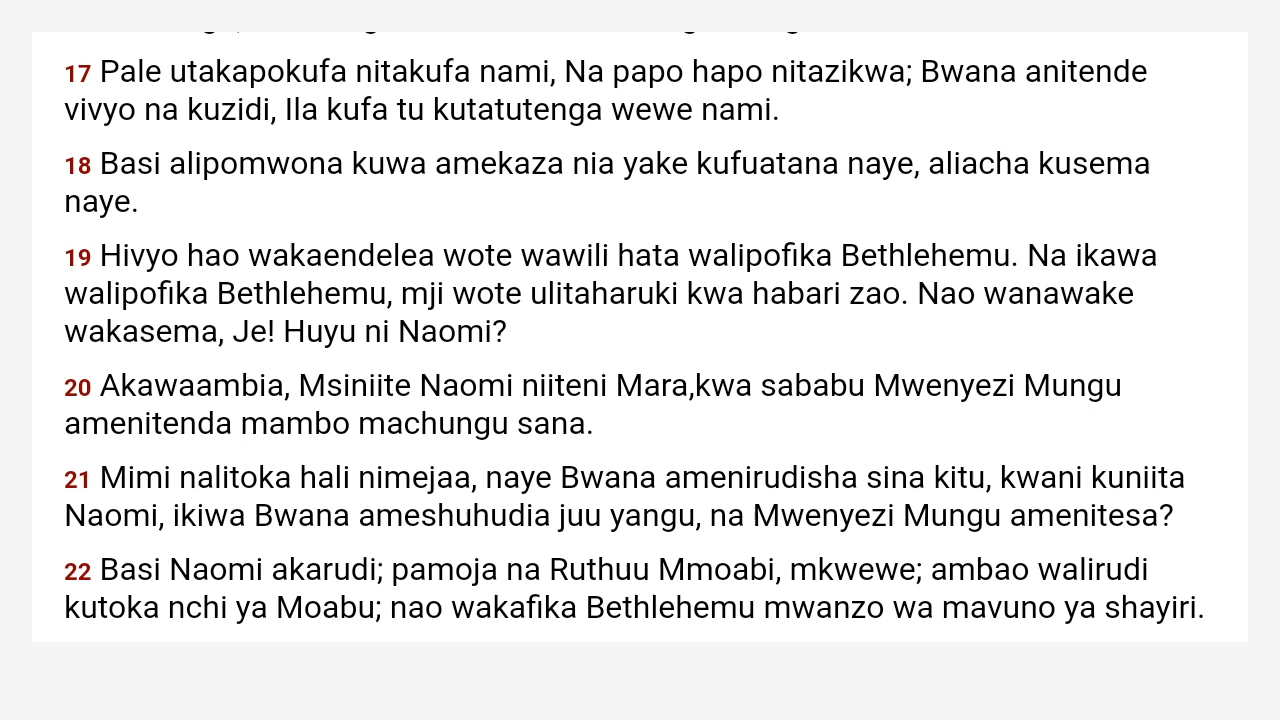 17 Pale utakapokufa nitakufa nami, Na papo hapo nitazikwa; Bwana anitende
vivyo na kuzidi, Ila kufa tu kutatutenga wewe nami.
18 Basi alipomwona kuwa amekaza nia yake kufuatana naye, aliacha kusema
naye.
19 Hivyo hao wakaendelea wote wawili hata walipofika Bethlehemu. Na ikawa
walipofika Bethlehemu, mji wote ulitaharuki kwa habari zao. Nao wanawake
wakasema, Je! Huyu ni Naomi?
20 Akawaambia, Msiniite Naomi niiteni Mara,kwa sababu Mwenyezi Mungu
amenitenda mambo machungu sana.
21 Mimi nalitoka hali nimejaa, naye Bwana amenirudisha sina kitu, kwani kuniita
Naomi, ikiwa Bwana ameshuhudia juu yangu, na Mwenyezi Mungu amenitesa?
22 Basi Naomi akarudi; pamoja na Ruthuu Mmoabi, mkwewe; ambao walirudi
kutoka nchi ya Moabu; nao wakafika Bethlehemu mwanzo wa mavuno ya shayiri.